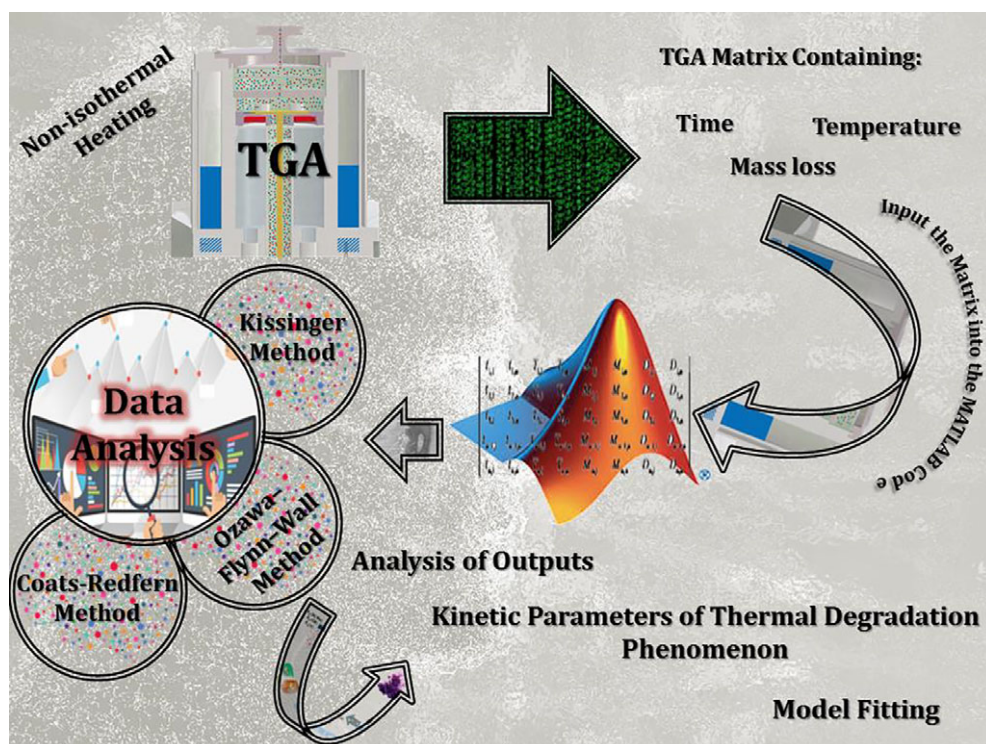 Non-isothermal
Heating
TGA
TGA Matrix Containing:
Time
Temperature
Mass loss
Input the Matrix into the MATLAB Code
Kissinger
Method
Data
Analysis
Ozawa–
Flynn–Wall
Method
Coats-Redfern
Method
Analysis of Outputs
Kinetic Parameters of Thermal Degradation
Phenomenon
Model Fitting